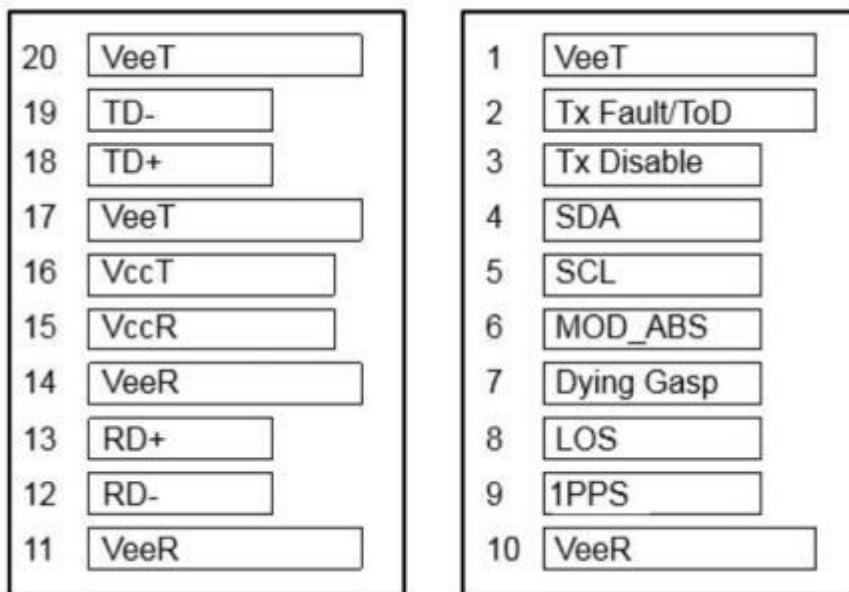 20 VeeT
19 TD-
18 TD+
17 VeeT
16 VccT
15 VccR
14 VeeR
13 RD+
12 RD-
11 VeeR
1 VeeT
2 Tx Fault/ToD
3 Tx Disable
4 SDA
5 SCL
6 MOD_ABS
7 Dying Gasp
8 LOS
9 1PPS
10 VeeR